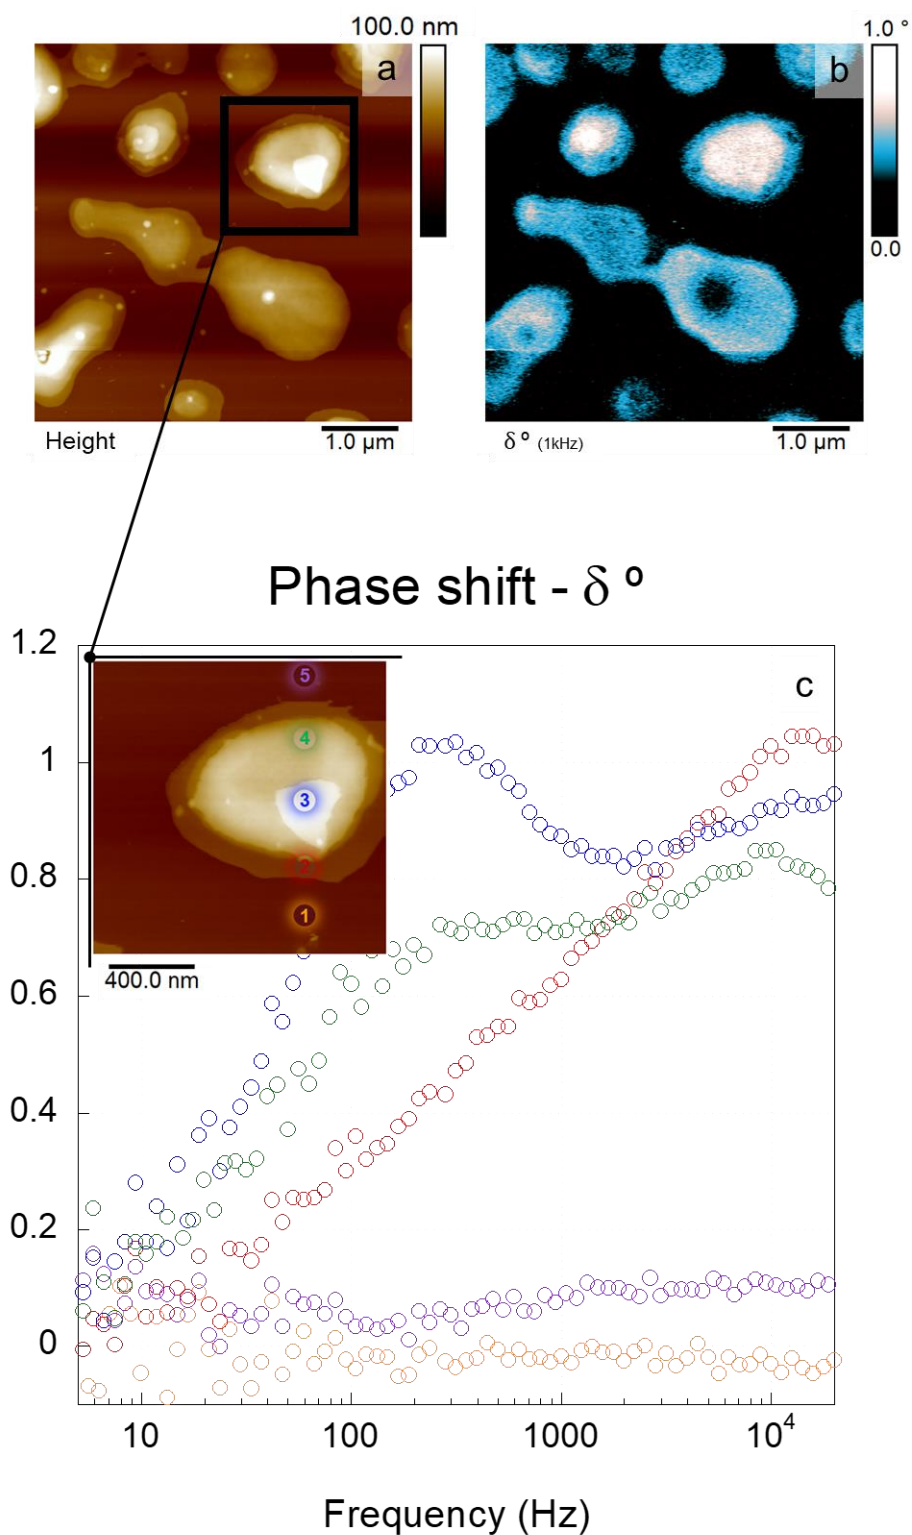 100.0 nm
a
Height
1.0 µm
1.0 °
b
0.0
δ º (1kHz)
1.0 µm
Phase shift - δ º
1.2
1
0.8
0.6
0.4
0.2
0
c
5
4
3
2
1
400.0 nm
10
100
1000
10⁴
Frequency (Hz)